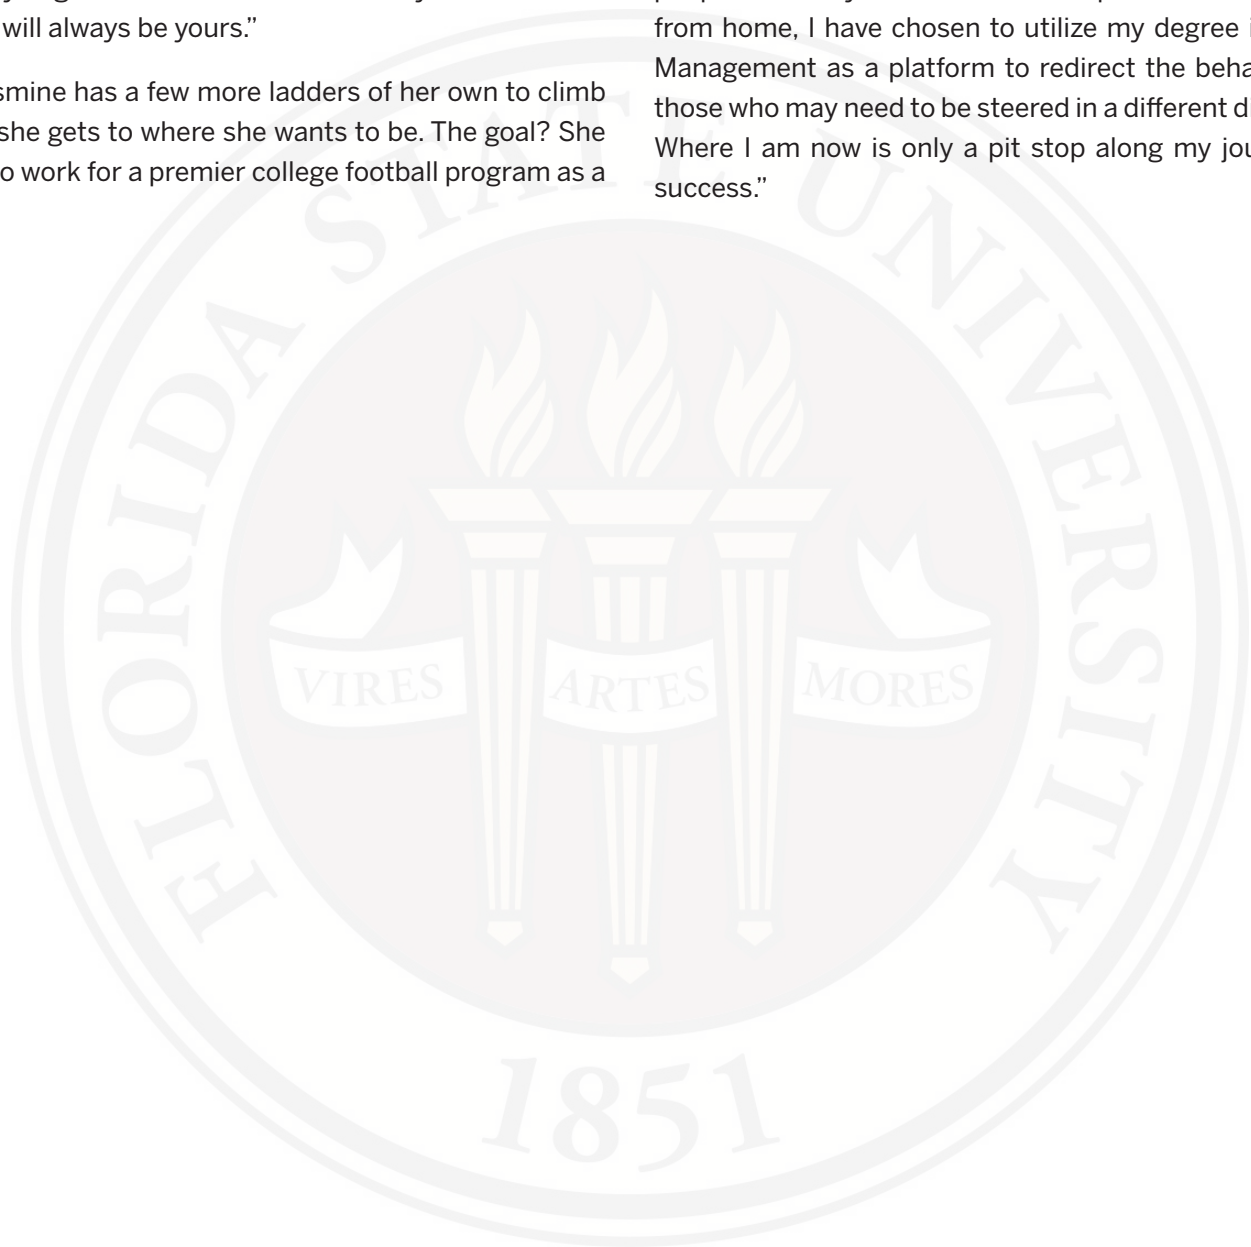 will always be yours.”
smine has a few more ladders of her own to climb
she gets to where she wants to be. The goal? She
o work for a premier college football program as a
from home, I have chosen to utilize my degree i
Management as a platform to redirect the beha
those who may need to be steered in a different di
Where I am now is only a pit stop along my jou
success.”
FLORIDA STATE UNIVERSITY
VIRES
ARTES
MORES
1851